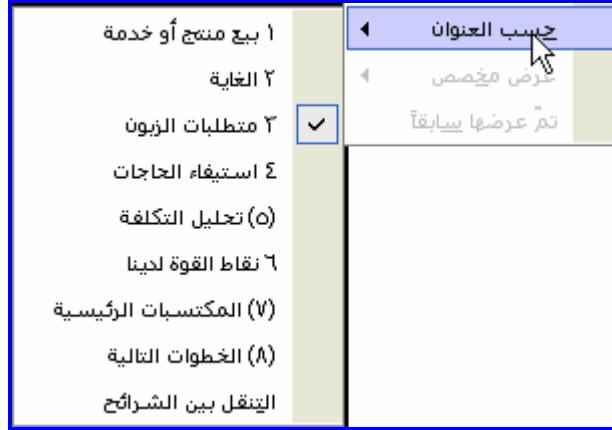 حسب العنوان
عرض مخصص
تمّ عرضها سابقاً
١ بيع منتج أو خدمة
٢ الغاية
٣ متطلبات الزبون
٤ استيفاء الحاجات
(٥) تحليل التكلفة
٦ نقاط القوة لدينا
(٧) المكتسبات الرئيسية
(٨) الخطوات التالية
التنقل بين الشرائح